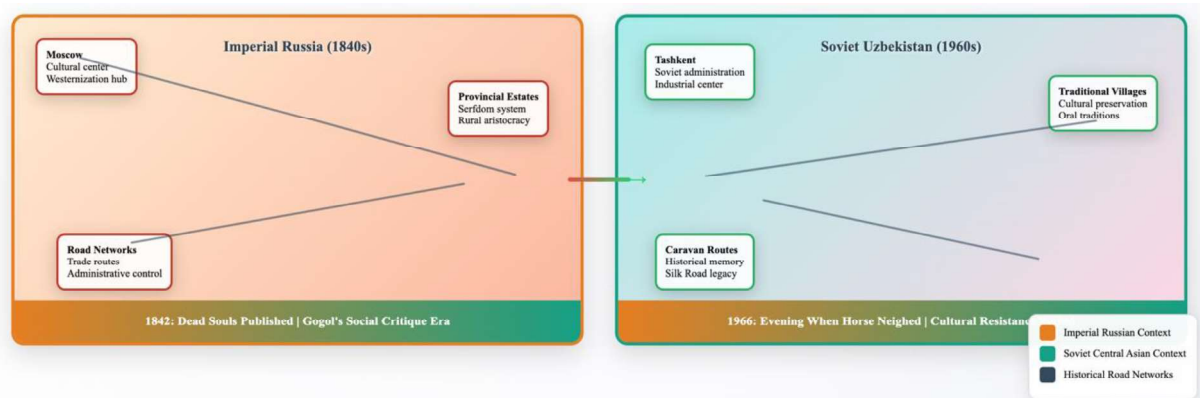 Imperial Russia (1840s)
Moscow
Cultural center
Westernization hub
Provincial Estates
Serfdom system
Rural aristocracy
Road Networks
Trade routes
Administrative control
1842: Dead Souls Published | Gogol's Social Critique Era
Soviet Uzbekistan (1960s)
Tashkent
Soviet administration
Industrial center
Traditional Villages
Cultural preservation
Oral traditions
Caravan Routes
Historical memory
Silk Road legacy
1966: Evening When Horse Neighed | Cultural
Imperial Russian Context
Soviet Central Asian Context
Historical Road Networks